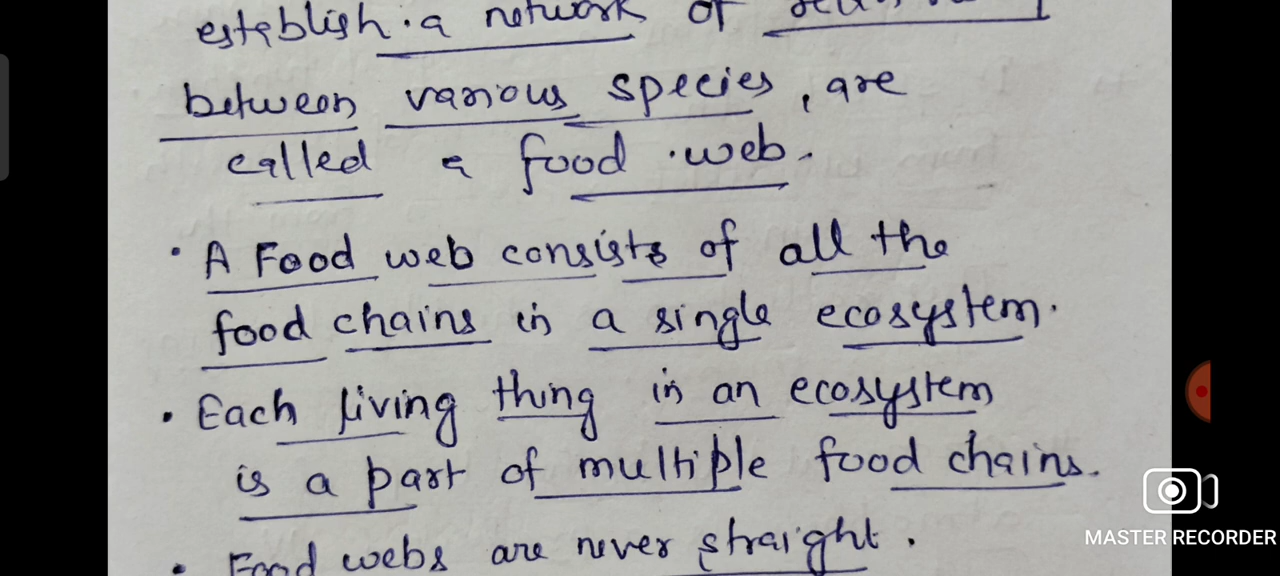 establish a network of
between various species, are
called a food web.
• A Food web consists of all the
food chains in a single ecosystem.
• Each living thing in an ecosystem
is a part of multiple food chains.
• Food webs are never straight.
MASTER RECORDER